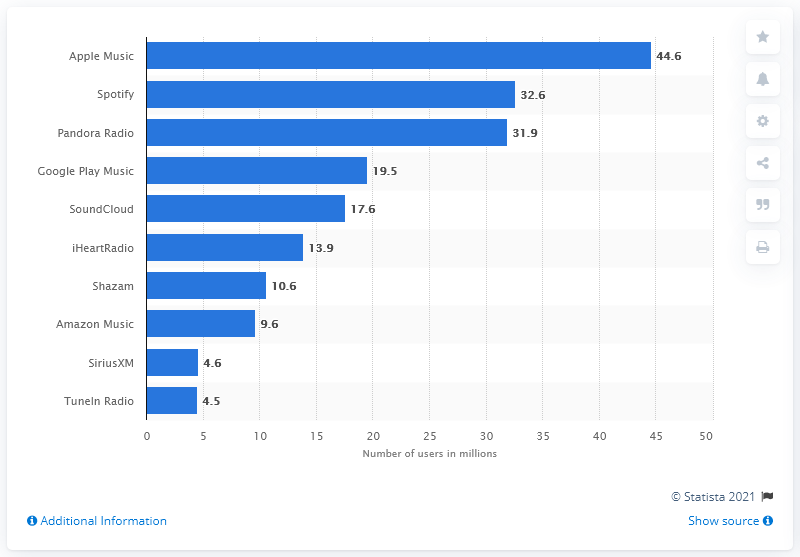 Apple Music 44.6
Spotify 32.6
Pandora Radio 31.9
Google Play Music 19.5
SoundCloud 17.6
iHeartRadio 13.9
Shazam 10.6
Amazon Music 9.6
SiriusXM 4.6
TuneIn Radio 4.5
0 5 10 15 20 25 30 35 40 45 50
Number of users in millions
© Statista 2021
Additional Information Show source